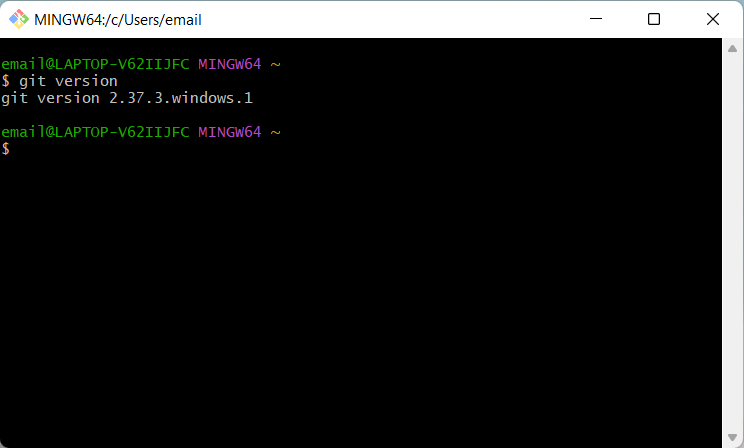 MINGW64:/c/Users/email
email@LAPTOP-V62IIJFC MINGW64 ~
$ git version
git version 2.37.3.windows.1
email@LAPTOP-V62IIJFC MINGW64 ~
$